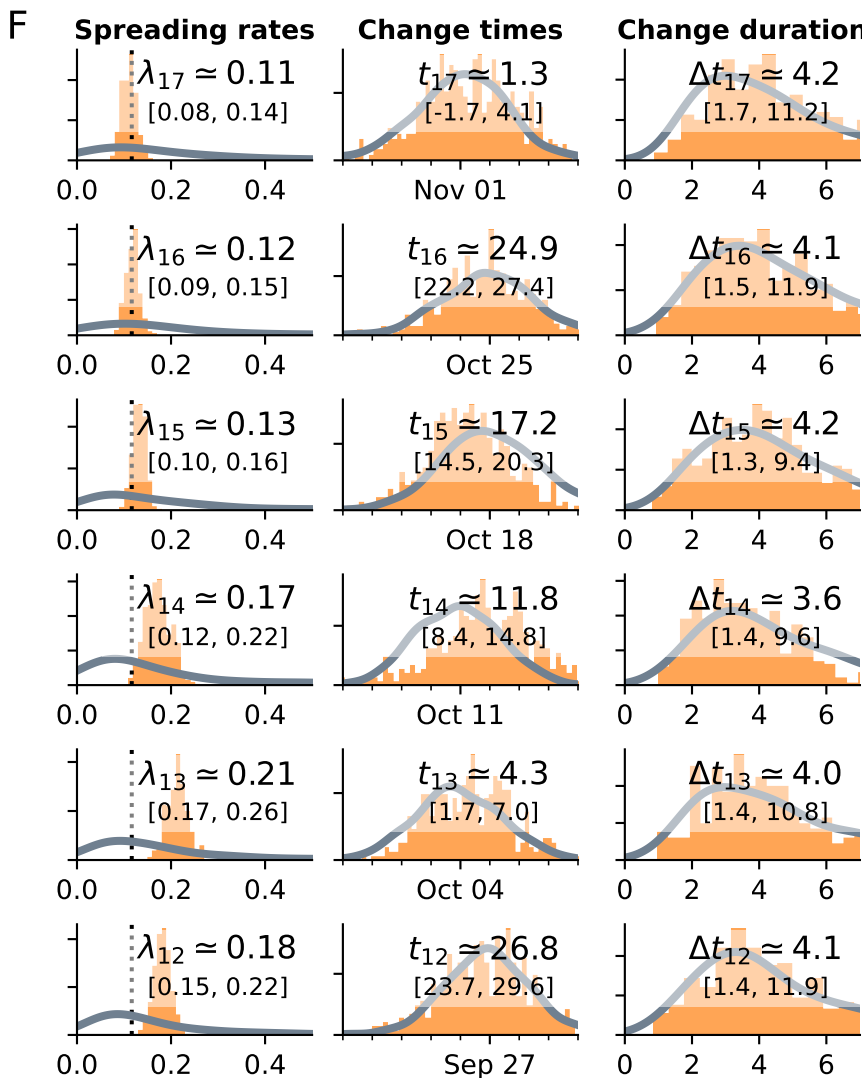 F
Spreading rates Change times Change duration
λ17 ≃ 0.11 t17 ≃ 1.3 Δt17 ≃ 4.2
[0.08, 0.14] [-1.7, 4.1] [1.7, 11.2]
0.0 0.2 0.4 Nov 01 0 2 4 6
λ16 ≃ 0.12 t16 ≃ 24.9 Δt16 ≃ 4.1
[0.09, 0.15] [22.2, 27.4] [1.5, 11.9]
0.0 0.2 0.4 Oct 25 0 2 4 6
λ15 ≃ 0.13 t15 ≃ 17.2 Δt15 ≃ 4.2
[0.10, 0.16] [14.5, 20.3] [1.3, 9.4]
0.0 0.2 0.4 Oct 18 0 2 4 6
λ14 ≃ 0.17 t14 ≃ 11.8 Δt14 ≃ 3.6
[0.12, 0.22] [8.4, 14.8] [1.4, 9.6]
0.0 0.2 0.4 Oct 11 0 2 4 6
λ13 ≃ 0.21 t13 ≃ 4.3 Δt13 ≃ 4.0
[0.17, 0.26] [1.7, 7.0] [1.4, 10.8]
0.0 0.2 0.4 Oct 04 0 2 4 6
λ12 ≃ 0.18 t12 ≃ 26.8 Δt12 ≃ 4.1
[0.15, 0.22] [23.7, 29.6] [1.4, 11.9]
0.0 0.2 0.4 Sep 27 0 2 4 6